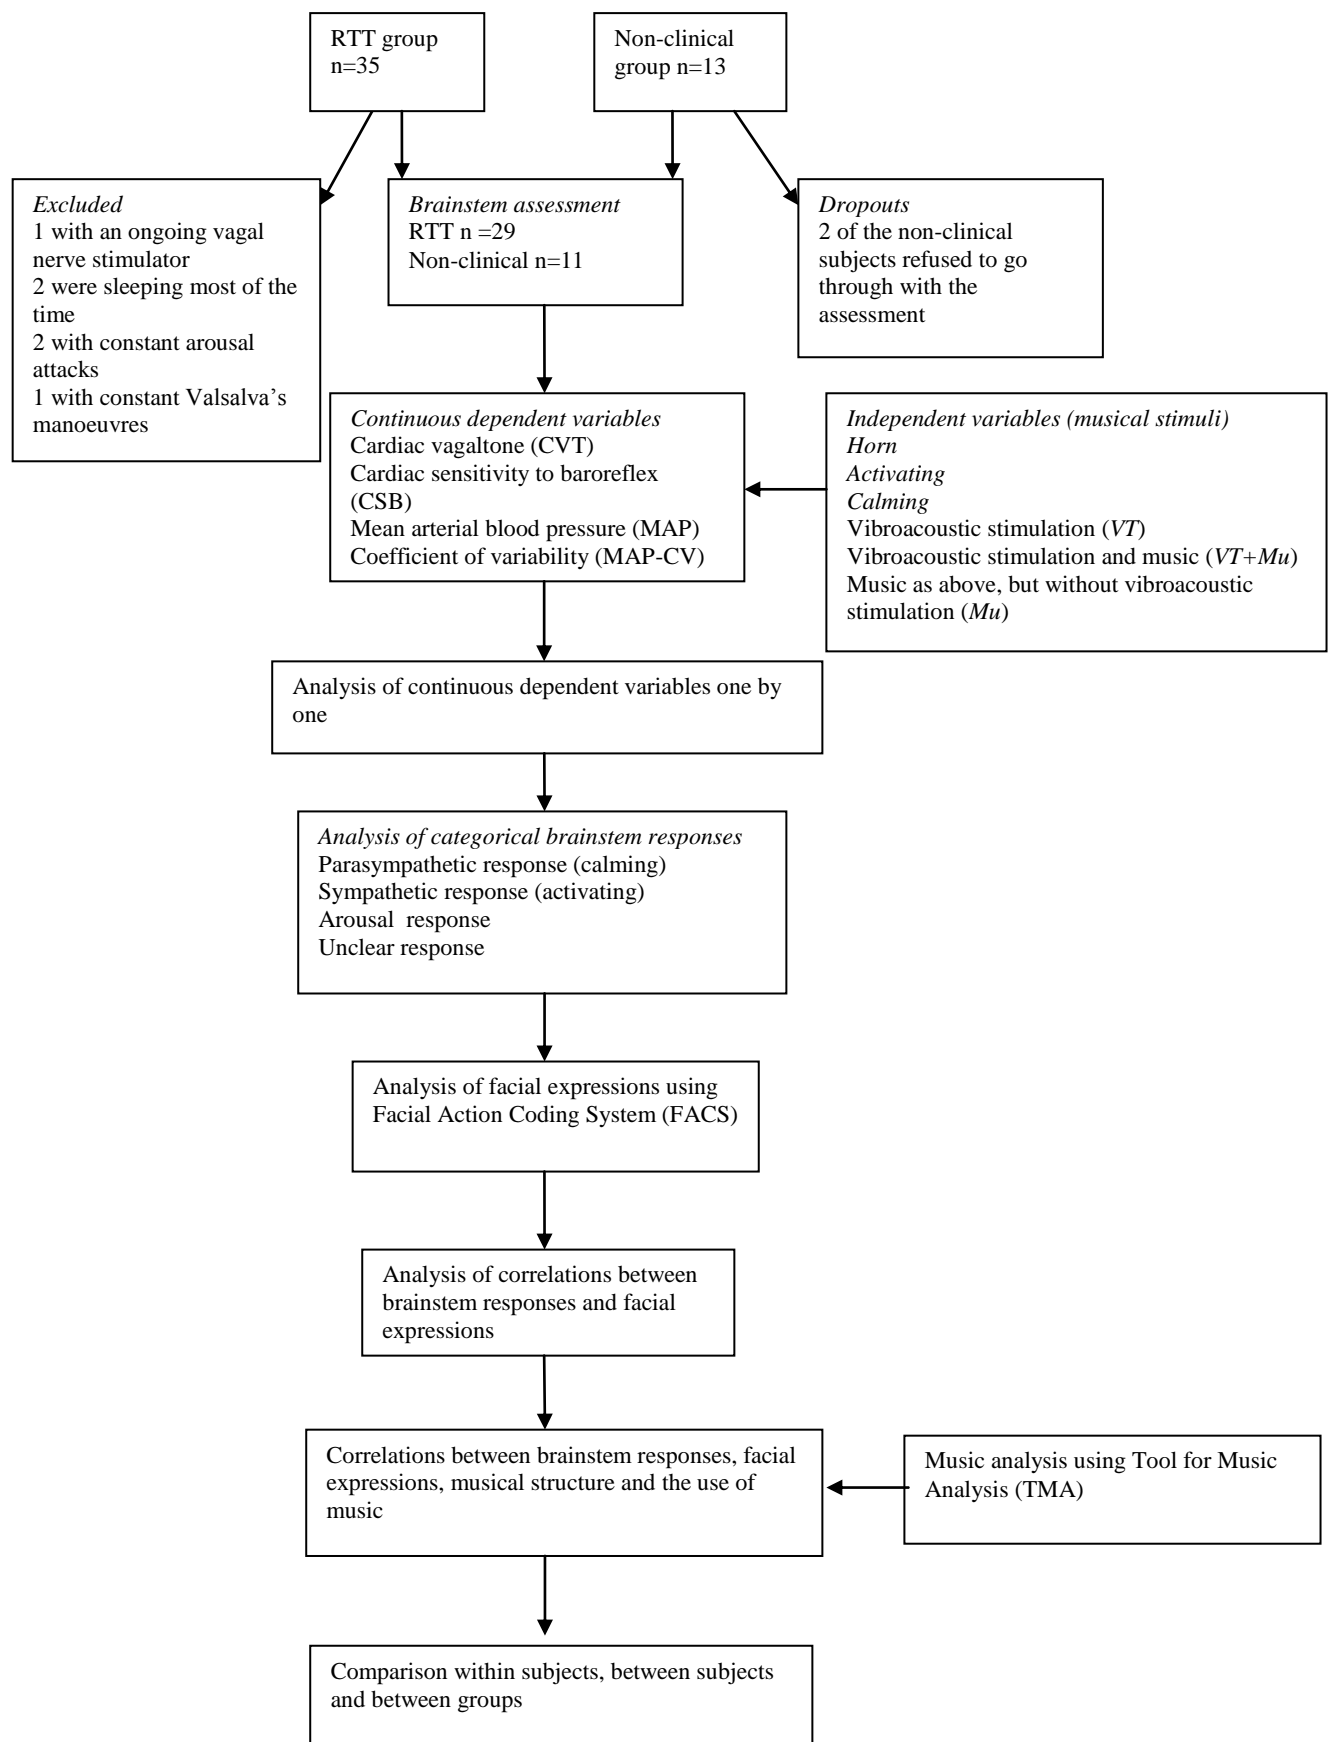 RTT group
n=35
Non-clinical
group n=13
Excluded
1 with an ongoing vagal
nerve stimulator
2 were sleeping most of the
time
2 with constant arousal
attacks
1 with constant Valsalva’s
manoeuvres
Brainstem assessment
RTT n =29
Non-clinical n=11
Dropouts
2 of the non-clinical
subjects refused to go
through with the
assessment
Continuous dependent variables
Cardiac vagaltone (CVT)
Cardiac sensitivity to baroreflex
(CSB)
Mean arterial blood pressure (MAP)
Coefficient of variability (MAP-CV)
Independent variables (musical stimuli)
Horn
Activating
Calming
Vibroacoustic stimulation (VT)
Vibroacoustic stimulation and music (VT+Mu)
Music as above, but without vibroacoustic
stimulation (Mu)
Analysis of continuous dependent variables one by
one
Analysis of categorical brainstem responses
Parasympathetic response (calming)
Sympathetic response (activating)
Arousal  response
Unclear response
Analysis of facial expressions using
Facial Action Coding System (FACS)
Analysis of correlations between
brainstem responses and facial
expressions
Correlations between brainstem responses, facial
expressions, musical structure and the use of
music
Music analysis using Tool for Music
Analysis (TMA)
Comparison within subjects, between subjects
and between groups